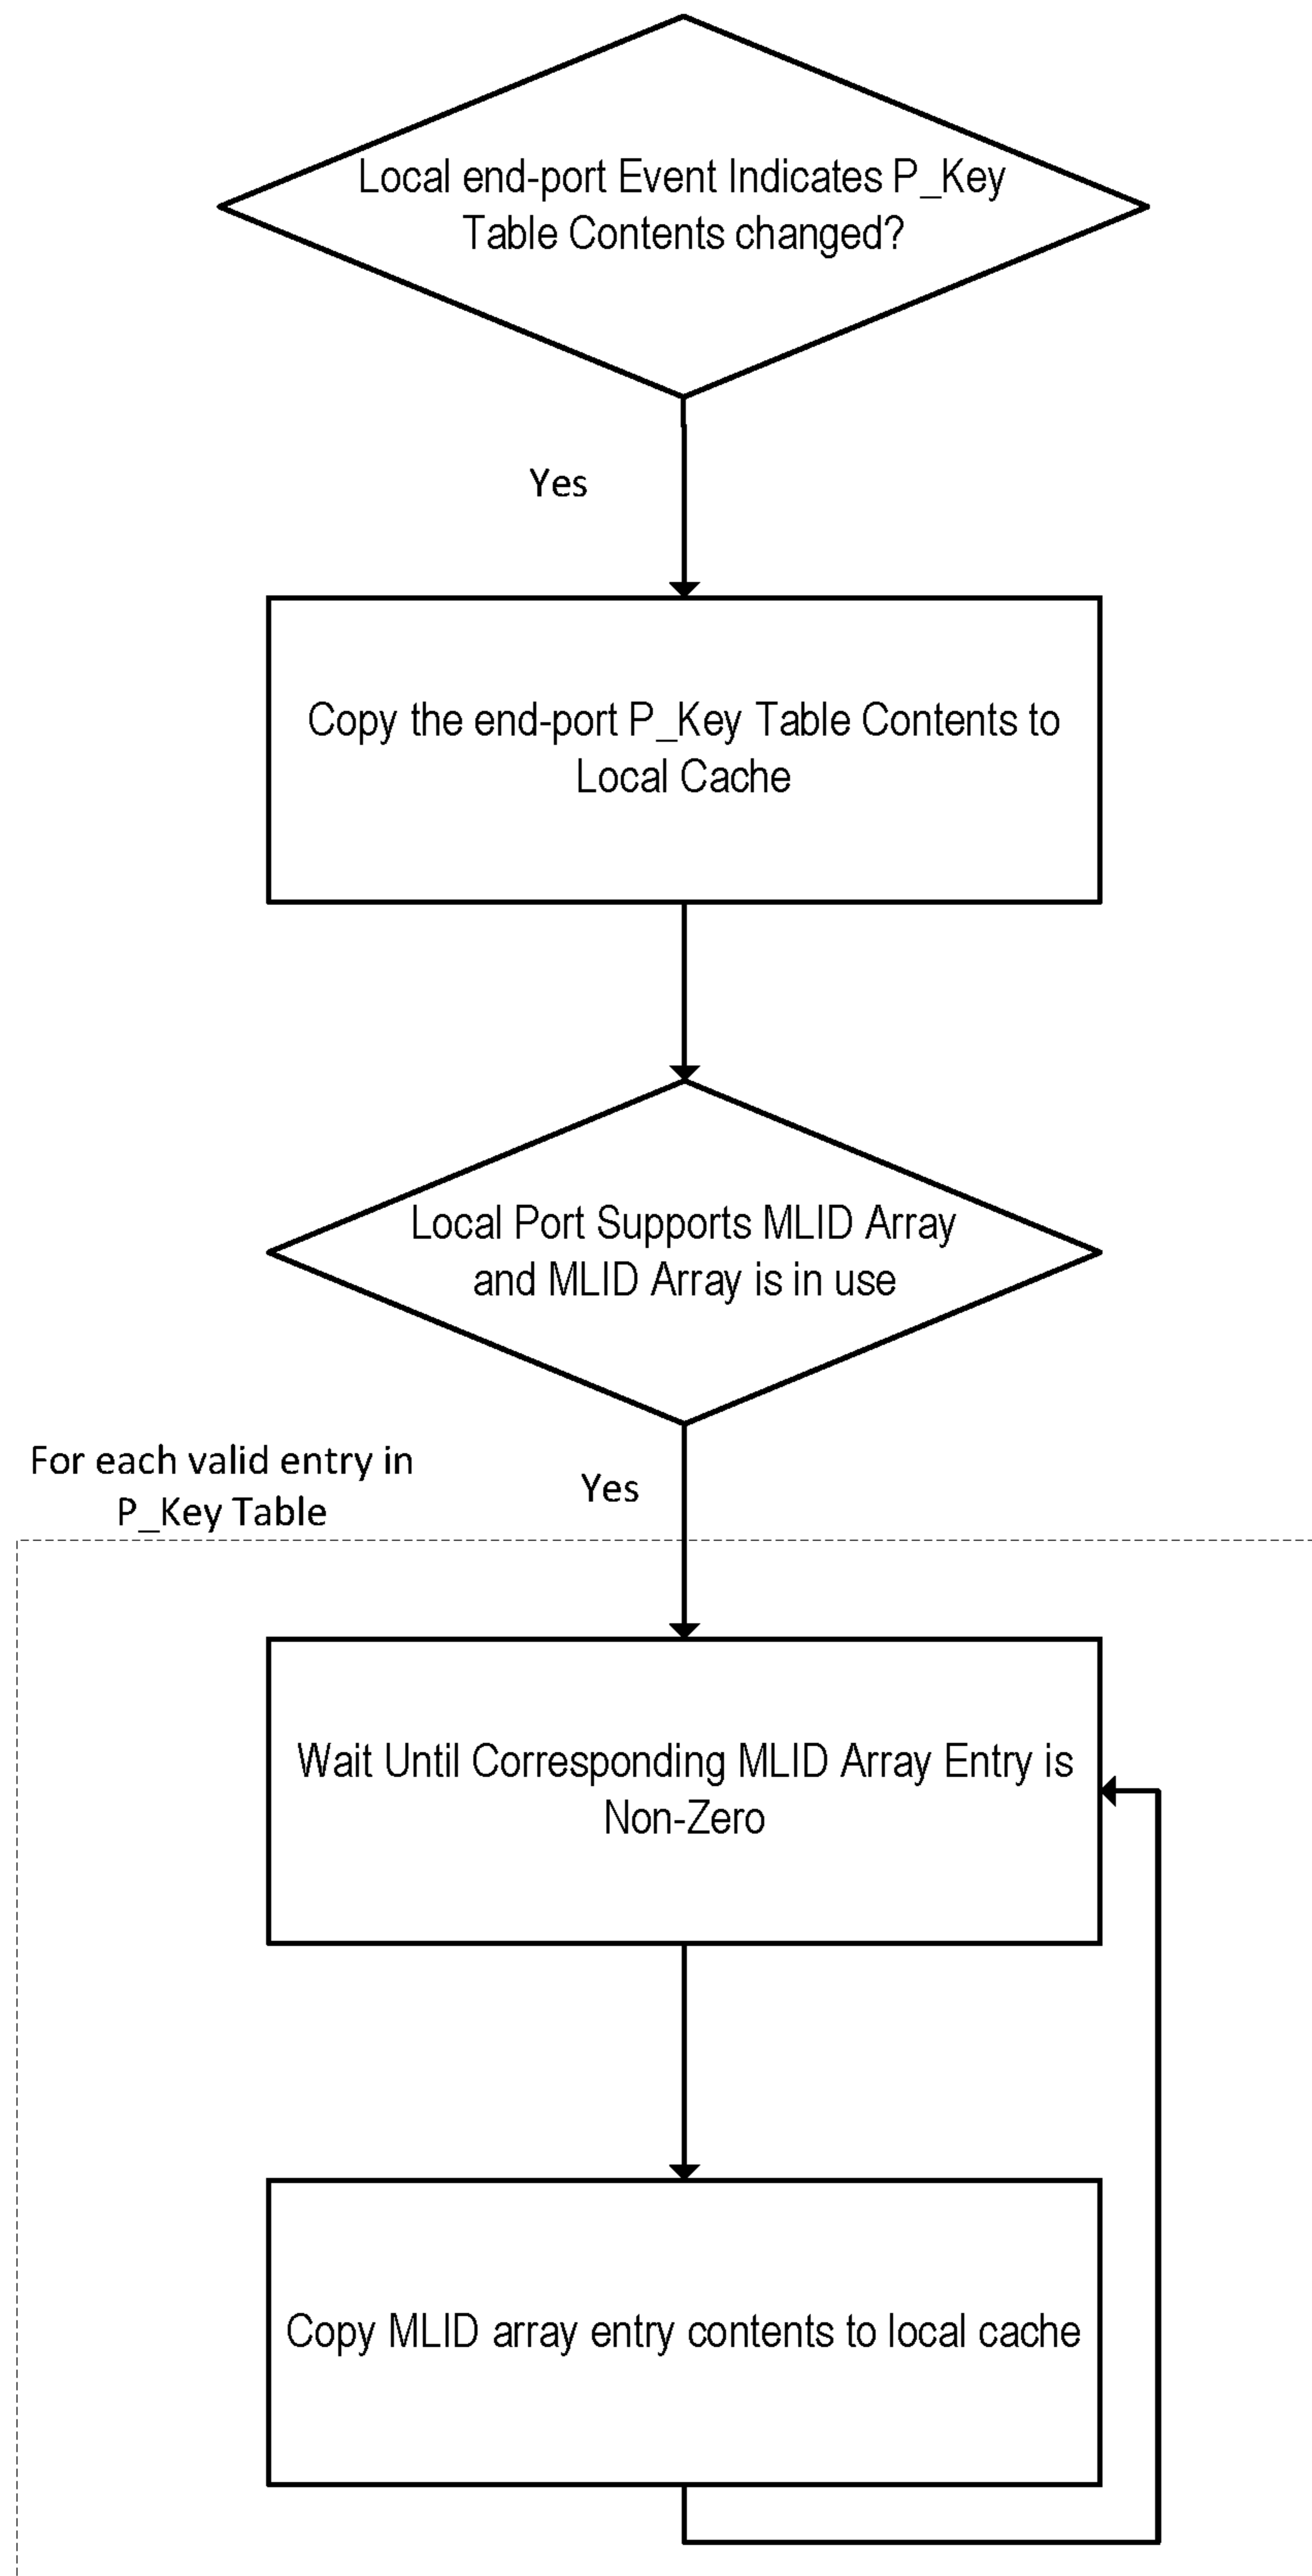 Local end-port Event Indicates P_Key
Table Contents changed?
Yes
Copy the end-port P_Key Table Contents to
Local Cache
Local Port Supports MLID Array
and MLID Array is in use
For each valid entry in
P_Key Table
Yes
Wait Until Corresponding MLID Array Entry is
Non-Zero
Copy MLID array entry contents to local cache